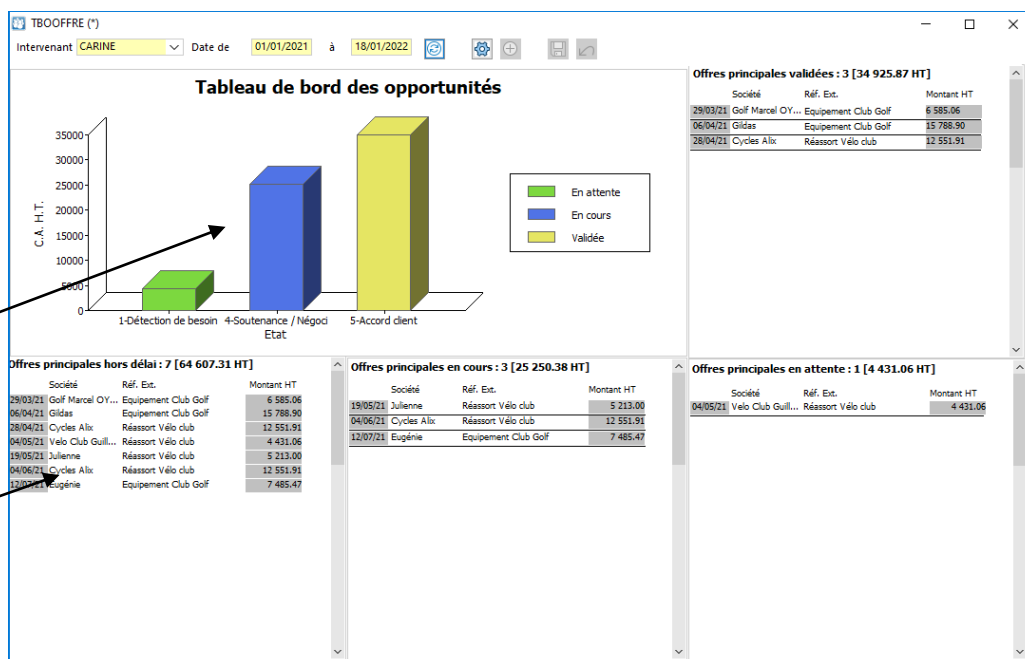 TBOOFFRE (*)
Intervenant CARINE Date de 01/01/2021 à 18/01/2022
Tableau de bord des opportunités
35000
30000
25000
20000
15000
10000
5000
0
C.A. H.T.
1-Détection de besoin 4-Soutenance / Négoci 5-Accord client
Etat
En attente
En cours
Validée
Offres principales validées : 3 [34 925.87 HT]
Société Réf. Ext. Montant HT
29/03/21 Golf Marcel OY... Equipement Club Golf 6 585.06
06/04/21 Gildas Equipement Club Golf 15 788.90
28/04/21 Cycles Alix Réassort Vélo club 12 551.91
Offres principales hors délai : 7 [64 607.31 HT]
Société Réf. Ext. Montant HT
29/03/21 Golf Marcel OY... Equipement Club Golf 6 585.06
06/04/21 Gildas Equipement Club Golf 15 788.90
28/04/21 Cycles Alix Réassort Vélo club 12 551.91
04/05/21 Velo Club Guill... Réassort Vélo club 4 431.06
19/05/21 Julienne Réassort Vélo club 5 213.00
04/06/21 Cycles Alix Réassort Vélo club 12 551.91
12/07/21 Eugénie Equipement Club Golf 7 485.47
Offres principales en cours : 3 [25 250.38 HT]
Société Réf. Ext. Montant HT
19/05/21 Julienne Réassort Vélo club 5 213.00
04/06/21 Cycles Alix Réassort Vélo club 12 551.91
12/07/21 Eugénie Equipement Club Golf 7 485.47
Offres principales en attente : 1 [4 431.06 HT]
Société Réf. Ext. Montant HT
04/05/21 Velo Club Guill... Réassort Vélo club 4 431.06